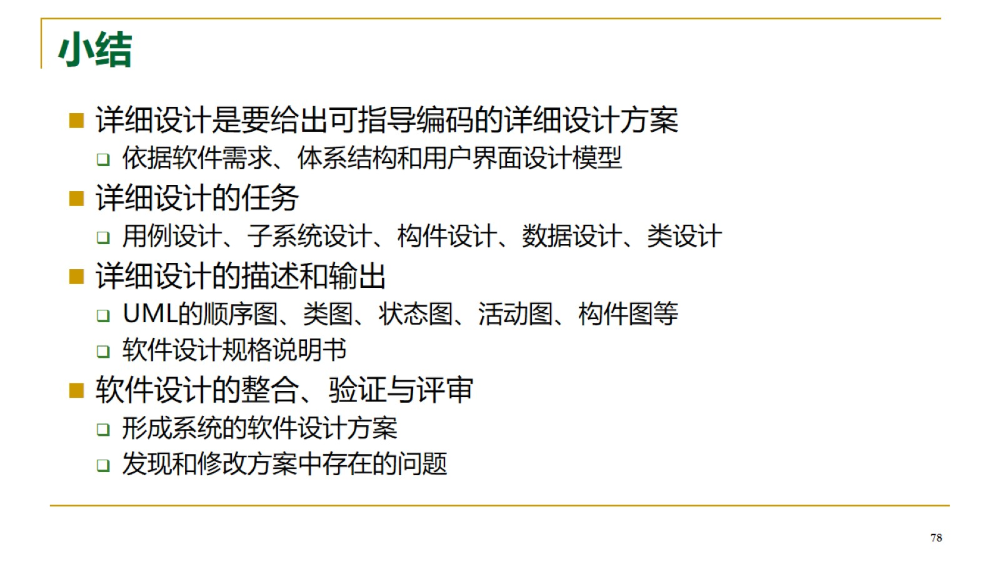 小结
详细设计是要给出可指导编码的详细设计方案
依据软件需求、体系结构和用户界面设计模型
详细设计的任务
用例设计、子系统设计、构件设计、数据设计、类设计
详细设计的描述和输出
UML的顺序图、类图、状态图、活动图、构件图等
软件设计规格说明书
软件设计的整合、验证与评审
形成系统的软件设计方案
发现和修改方案中存在的问题
78